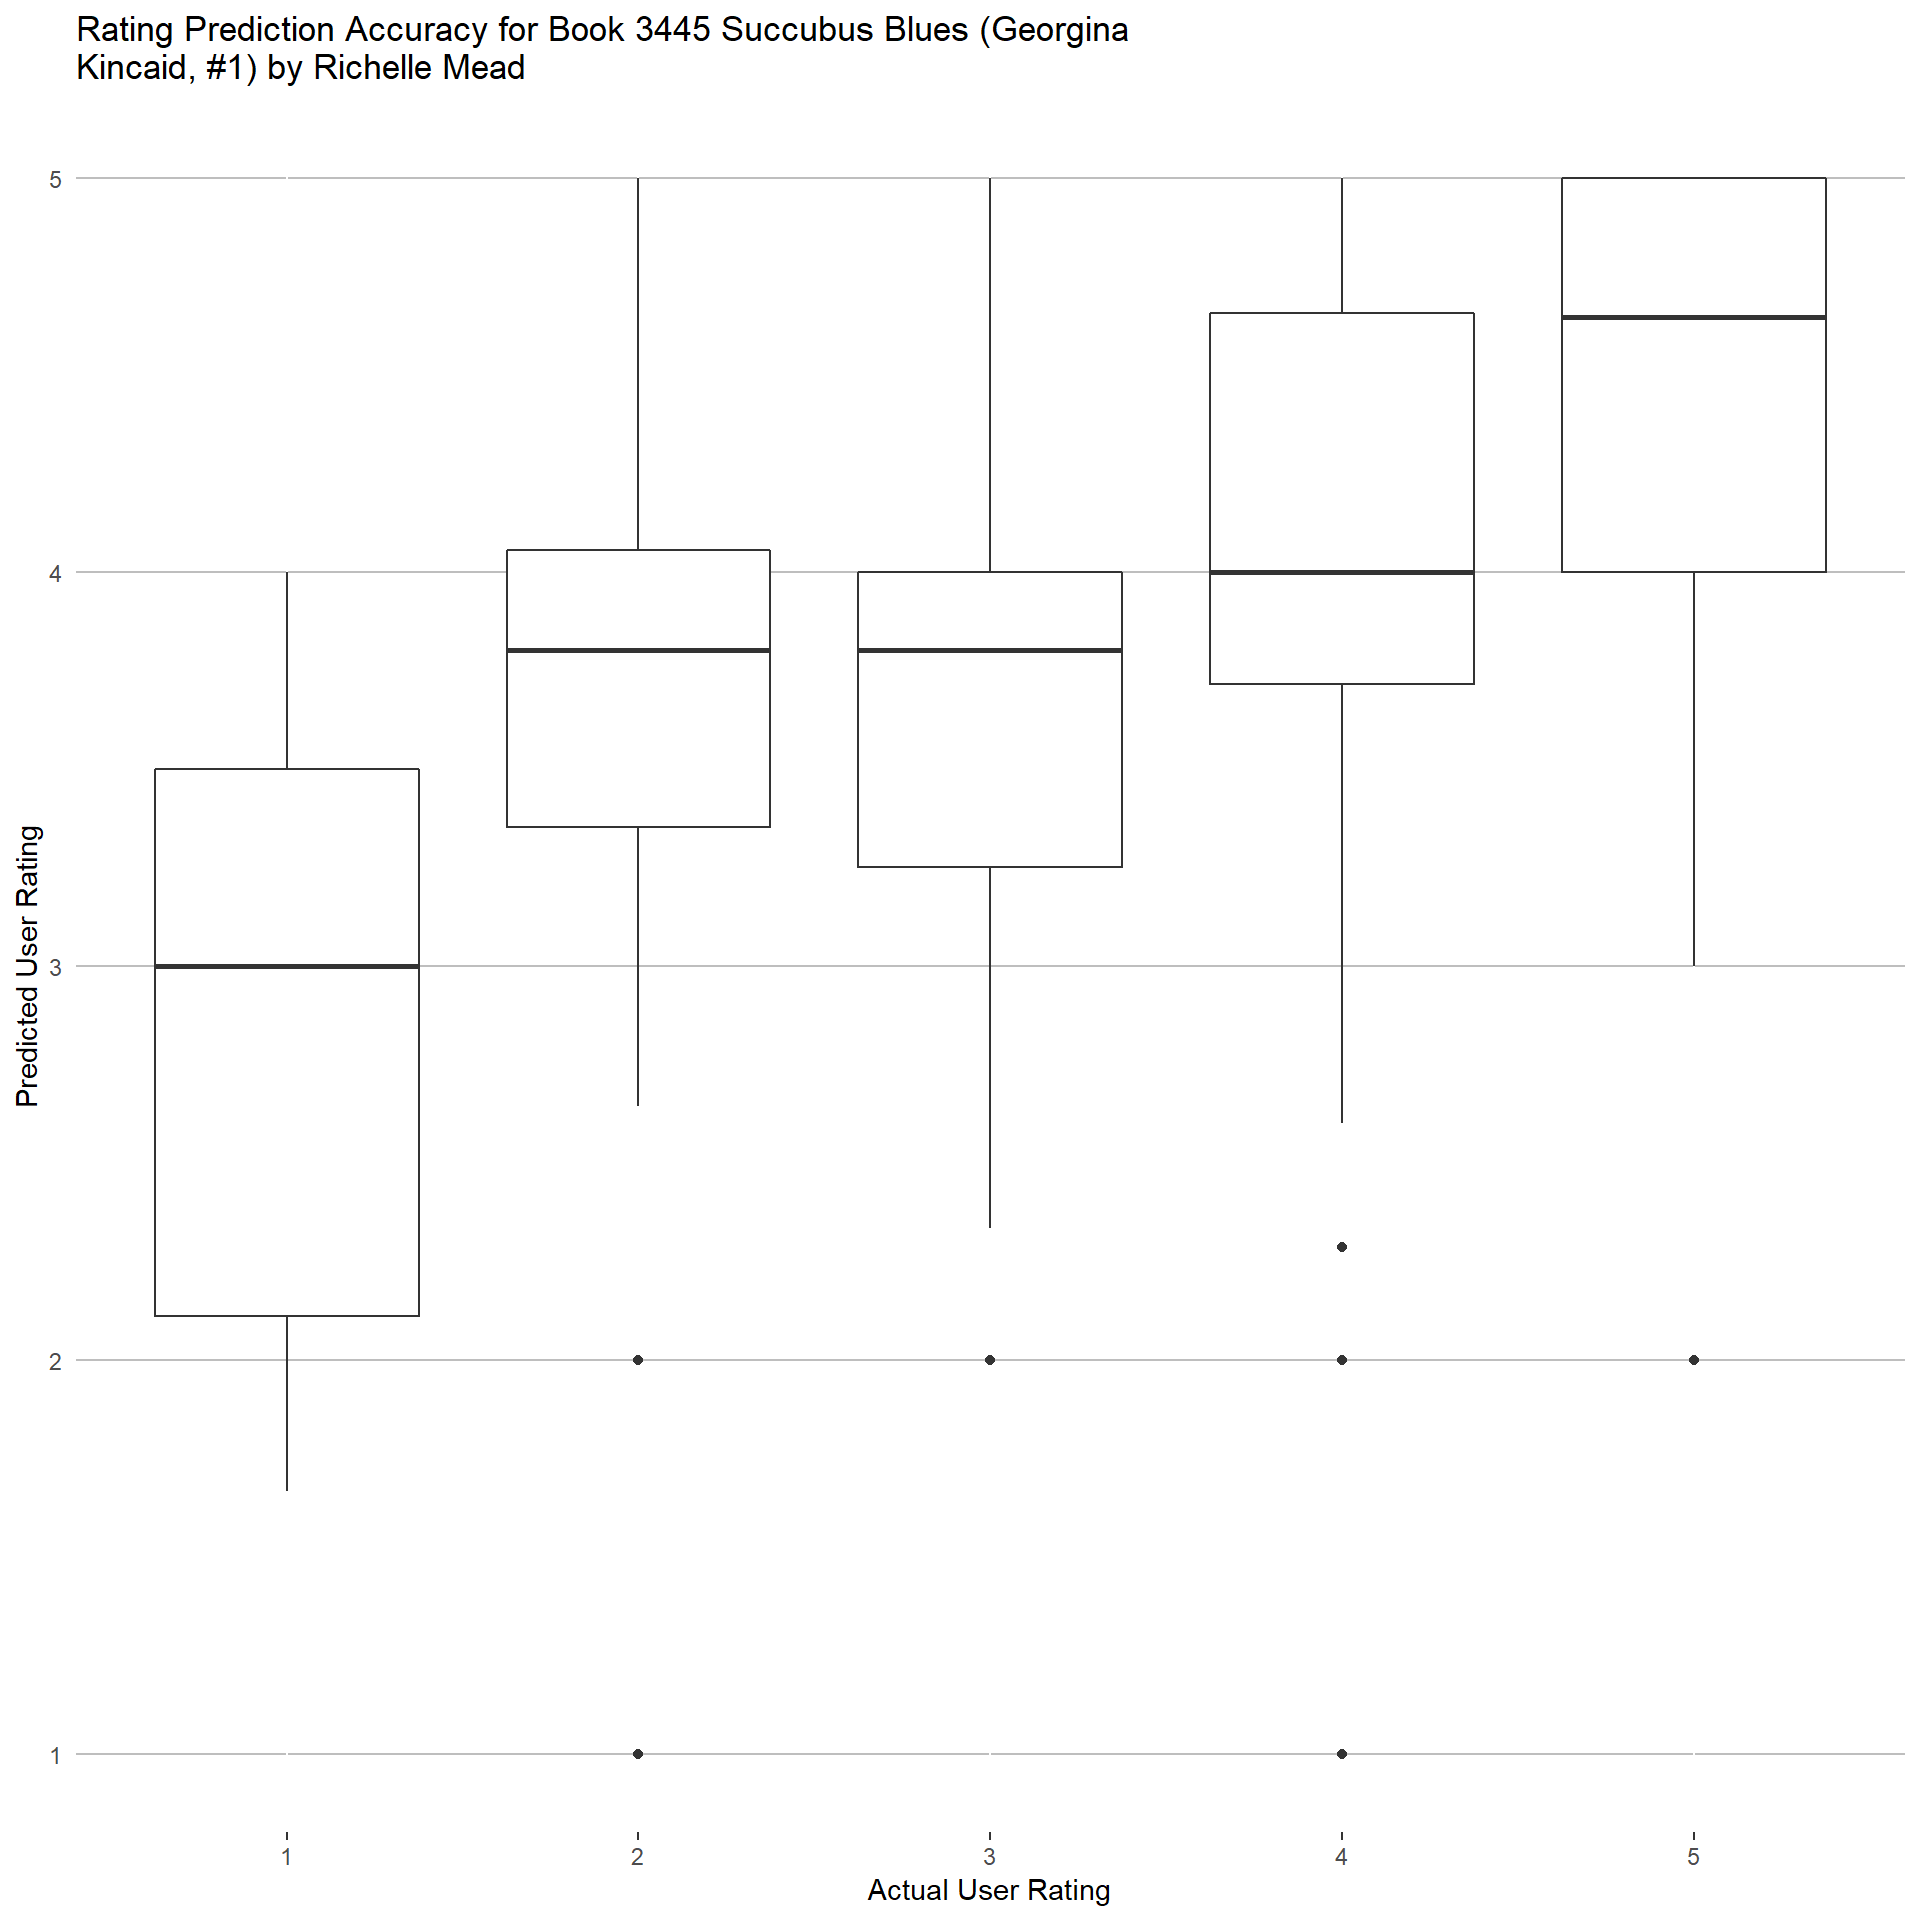 Rating Prediction Accuracy for Book 3445 Succubus Blues (Georgina
Kincaid, #1) by Richelle Mead
5
4
3
2
1
Predicted User Rating
1 2 3 4 5
Actual User Rating